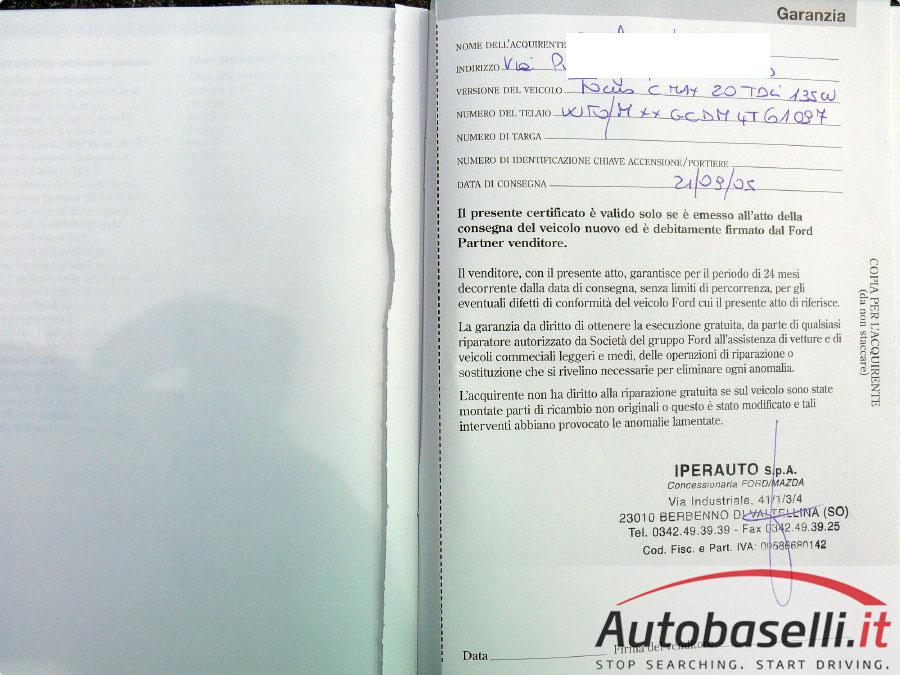 Garanzia
NOME DELL'ACQUIRENTE
INDIRIZZO Via
VERSIONE DEL VEICOLO Focus C MAX 20 TDCi 135CV
NUMERO DEL TELAIO
NUMERO DI TARGA
NUMERO DI IDENTIFICAZIONE CHIAVE ACCENSIONE/PORTIERE
DATA DI CONSEGNA 21/09/05
Il presente certificato è valido solo se è emesso all'atto della
consegna del veicolo nuovo ed è debitamente firmato dal Ford
Partner venditore.
Il venditore, con il presente atto, garantisce per il periodo di 24 mesi
decorrente dalla data di consegna, senza limiti di percorrenza, per gli
eventuali difetti di conformità del veicolo Ford cui il presente atto di riferisce.
La garanzia da diritto di ottenere la esecuzione gratuita, da parte di qualsiasi
riparatore autorizzato da Società del gruppo Ford all'assistenza di vetture e di
veicoli commeciali leggeri e medi, delle operazioni di riparazione o
sostituzione che si rivelino necessarie per eliminare ogni anomalia.
L'acquirente non ha diritto alla riparazione gratuita se sul veicolo sono state
montate parti di ricambio non originali o questo è stato modificato e tali
interventi abbiano provocato le anomalie lamentate.
COPIA PER L'ACQUIRENTE
(da non staccare)
IPERAUTO S.p.A.
Concessionaria FORD/MAZDA
Via Industriale, 41/1/3/4
23010 BERBENNO DI VALTELLINA (SO)
Tel. 0342.49.39.39 - Fax 0342.49.39.25
Cod. Fisc. e Part. IVA: 00586680142
Data
Firma del venditore
Autobaselli.it
STOP SEARCHING. START DRIVING.